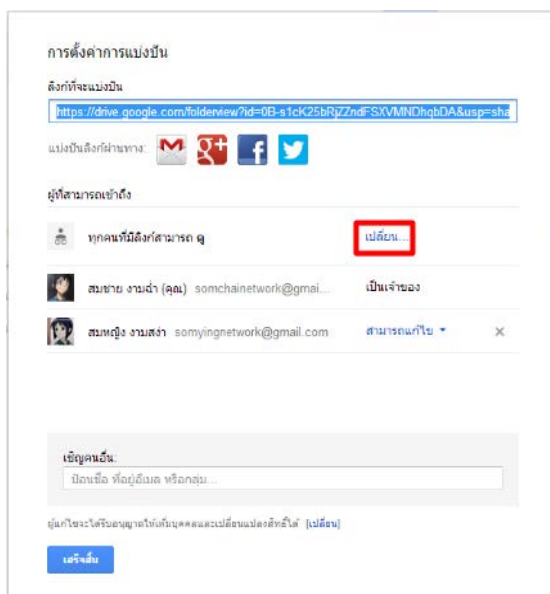 การตั้งค่าการแบ่งปัน
ลิงก์ที่จะแบ่งปัน
https://drive.google.com/folderview?id=0B-s1cK25bRjZZndFSXVMNDhqbDA&usp=sha
แบ่งปันลิงก์ผ่านทาง:
ผู้ที่สามารถเข้าถึง
ทุกคนที่มีลิงก์สามารถ ดู เปลี่ยน...
สมชาย งามฉ่ำ (คุณ) somchainetwork@gmai... เป็นเจ้าของ
สมหญิง งามสง่า somyingnetwork@gmail.com สามารถแก้ไข
เชิญคนอื่น:
ป้อนชื่อ ที่อยู่อีเมล หรือกลุ่ม...
ผู้แก้ไขจะได้รับอนุญาตให้เพิ่มบุคคลและเปลี่ยนแปลงสิทธิ์ได้ [เปลี่ยน]
เสร็จสิ้น